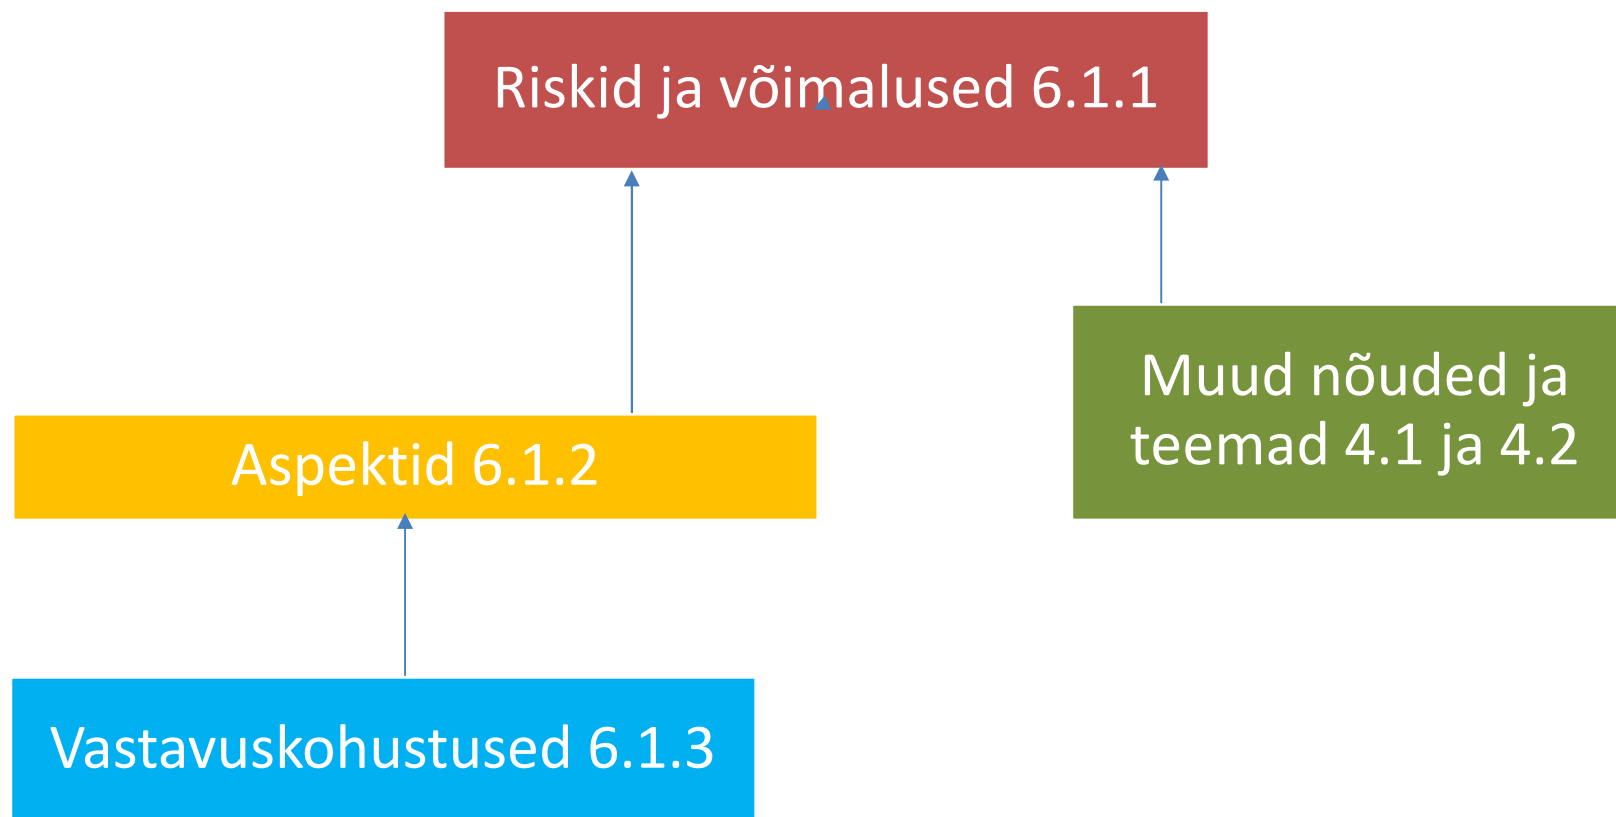 Riskid ja võimalused 6.1.1
Muud nõuded ja
teemad 4.1 ja 4.2
Aspektid 6.1.2
Vastavuskohustused 6.1.3